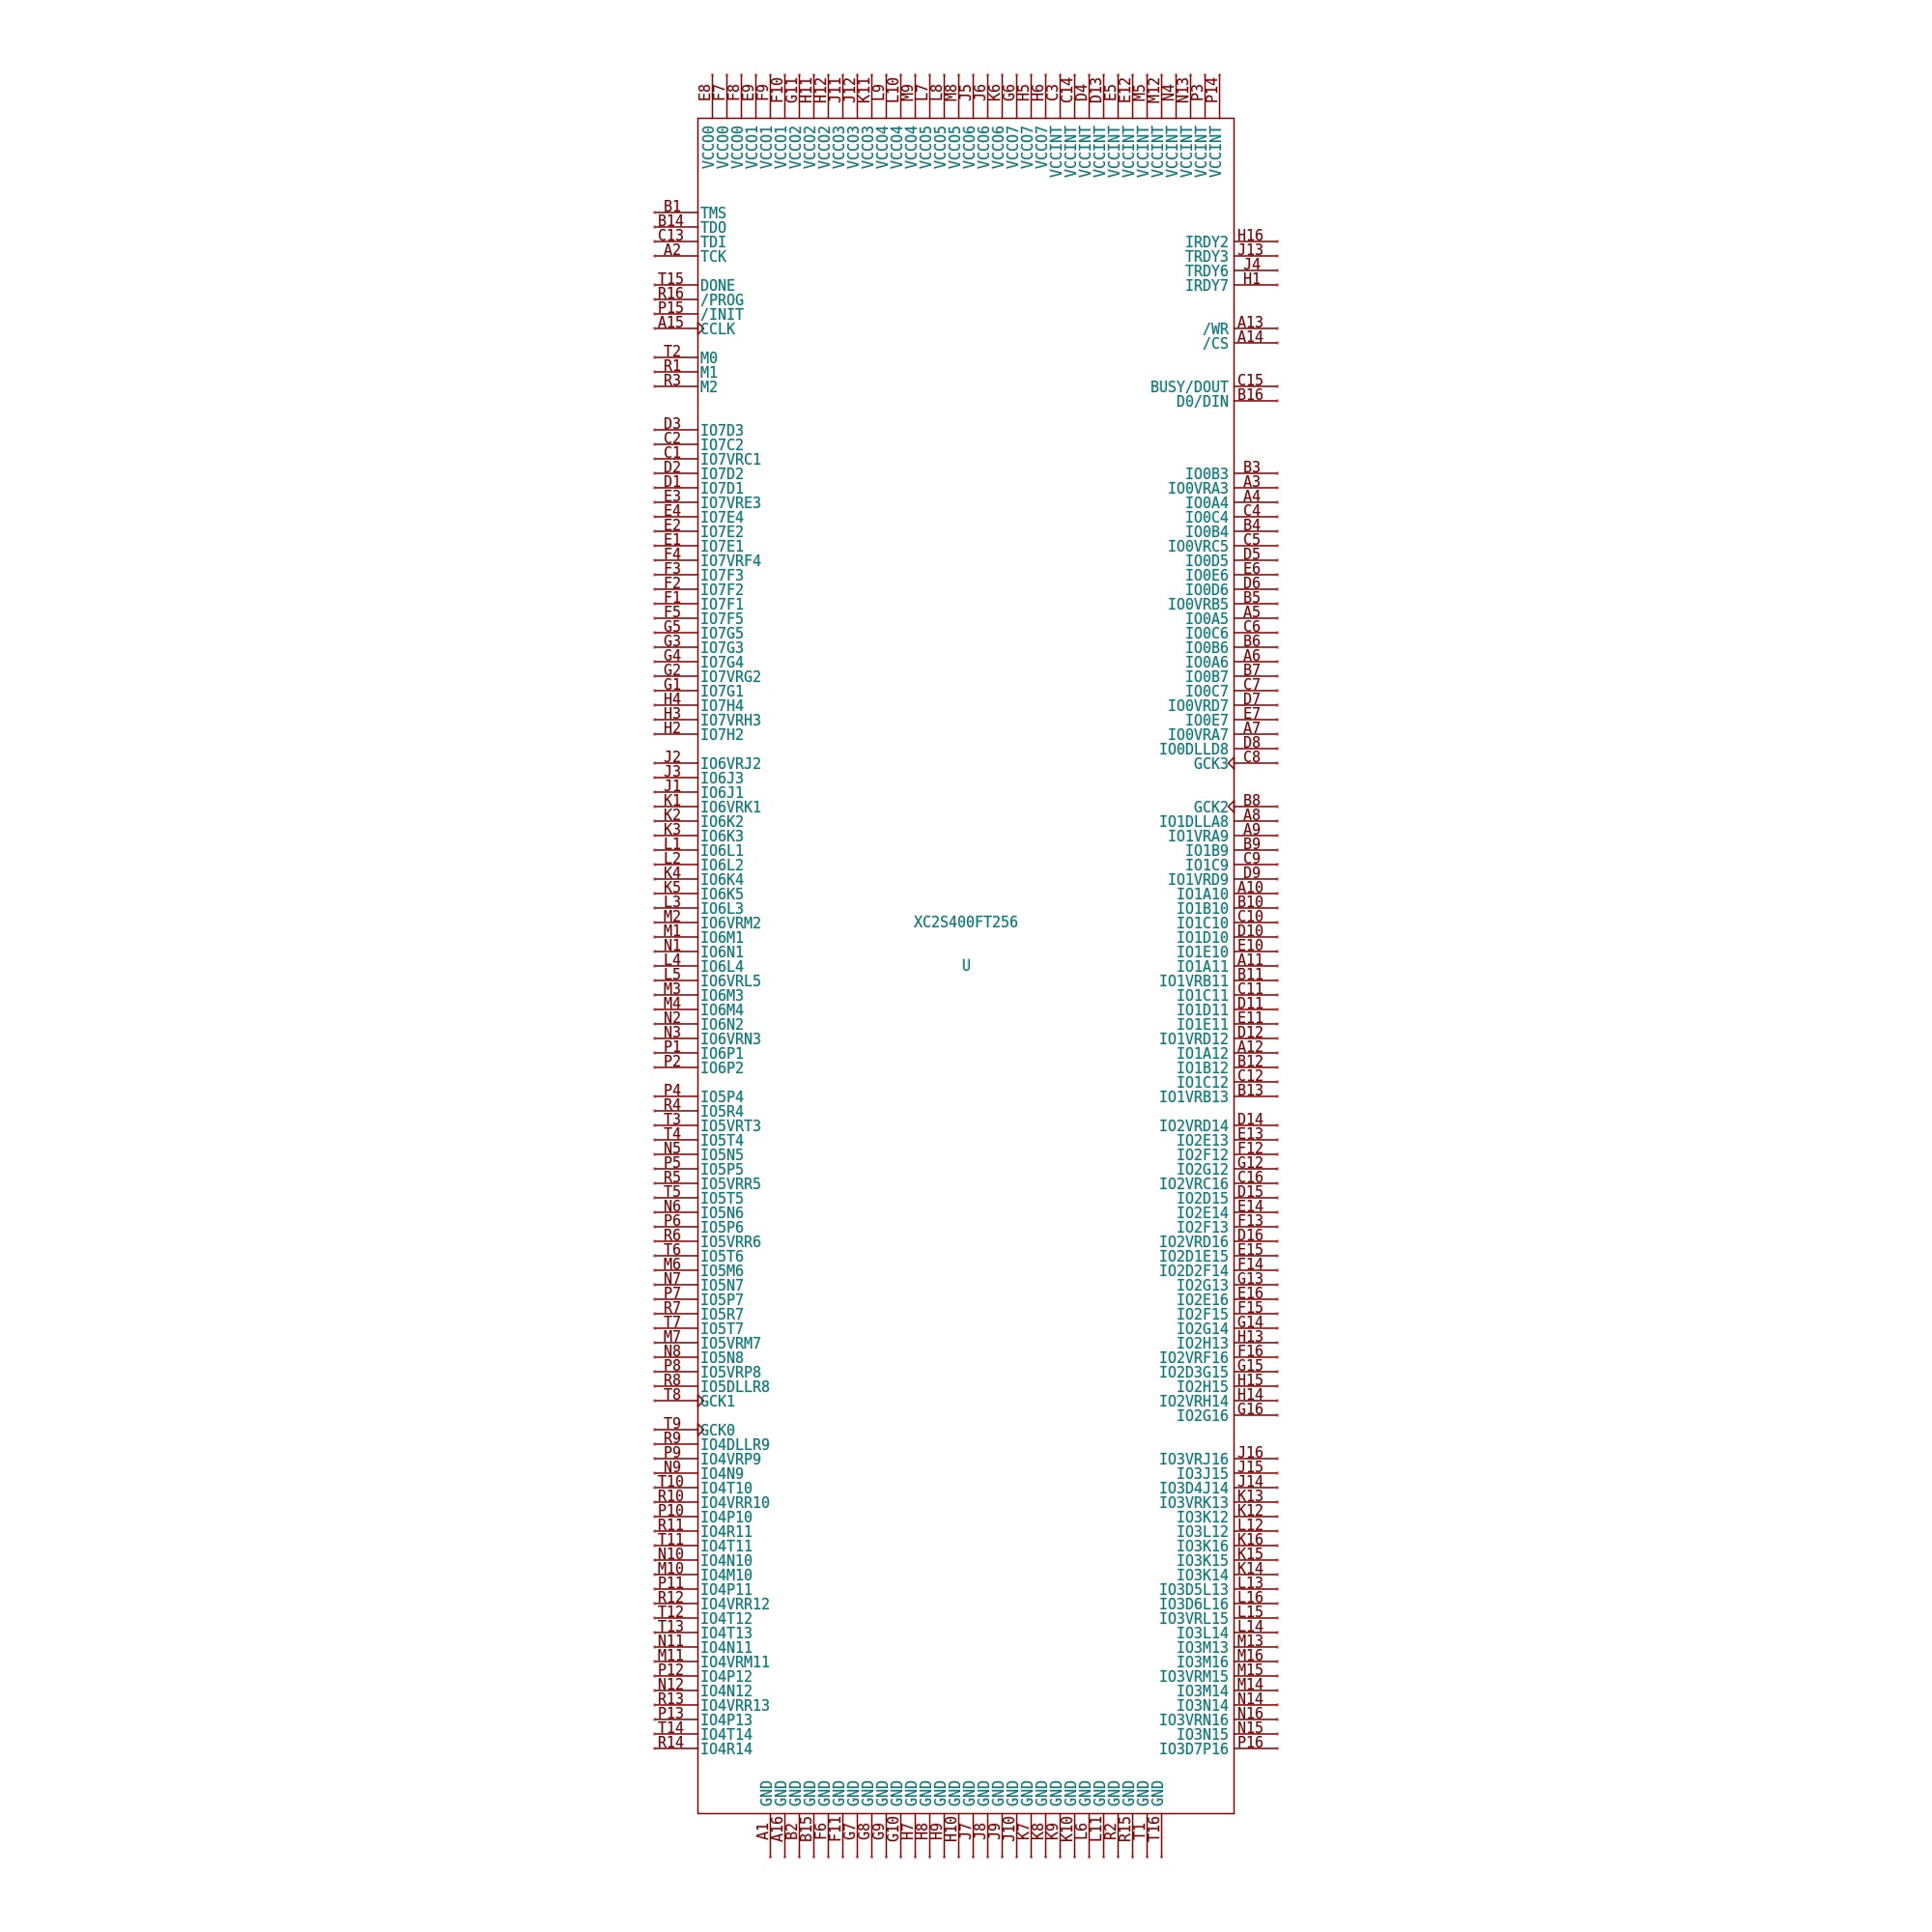 E8 F7 F8 E9 F9 F10 G11 H11 H12 J11 J12 K11 L9 L10 M9 L7 L8 M8 J5 J6 K6 G6 H5 H6 C3 C14 D4 D13 E5 E12 M5 M12 N4 N13 P3 P14
VCCO0 VCCO0 VCCO0 VCCO1 VCCO1 VCCO1 VCCO2 VCCO2 VCCO2 VCCO3 VCCO3 VCCO3 VCCO4 VCCO4 VCCO4 VCCO5 VCCO5 VCCO5 VCCO6 VCCO6 VCCO6 VCCO7 VCCO7 VCCO7 VCCINT VCCINT VCCINT VCCINT VCCINT VCCINT VCCINT VCCINT VCCINT VCCINT VCCINT VCCINT
B1 TMS
B14 TDO
C13 TDI
A2 TCK
T15 DONE
R16 /PROG
P15 /INIT
A15 CCLK
T2 M0
R1 M1
R3 M2
D3 IO7D3
C2 IO7C2
C1 IO7VRC1
D2 IO7D2
D1 IO7D1
E3 IO7VRE3
E4 IO7E4
E2 IO7E2
E1 IO7E1
F4 IO7VRF4
F3 IO7F3
F2 IO7F2
F1 IO7F1
F5 IO7F5
G5 IO7G5
G3 IO7G3
G4 IO7G4
G2 IO7VRG2
G1 IO7G1
H4 IO7H4
H3 IO7VRH3
H2 IO7H2
J2 IO6VRJ2
J3 IO6J3
J1 IO6J1
K1 IO6VRK1
K2 IO6K2
K3 IO6K3
L1 IO6L1
L2 IO6L2
K4 IO6K4
K5 IO6K5
L3 IO6L3
M2 IO6VRM2
M1 IO6M1
N1 IO6N1
L4 IO6L4
L5 IO6VRL5
M3 IO6M3
M4 IO6M4
N2 IO6N2
N3 IO6VRN3
P1 IO6P1
P2 IO6P2
P4 IO5P4
R4 IO5R4
T3 IO5VRT3
T4 IO5T4
N5 IO5N5
P5 IO5P5
R5 IO5VRR5
T5 IO5T5
N6 IO5N6
P6 IO5P6
R6 IO5VRR6
T6 IO5T6
M6 IO5M6
N7 IO5N7
P7 IO5P7
R7 IO5R7
T7 IO5T7
M7 IO5VRM7
N8 IO5N8
P8 IO5VRP8
R8 IO5DLLR8
T8 GCK1
T9 GCK0
R9 IO4DLLR9
P9 IO4VRP9
N9 IO4N9
T10 IO4T10
R10 IO4VRR10
P10 IO4P10
R11 IO4R11
T11 IO4T11
N10 IO4N10
M10 IO4M10
P11 IO4P11
R12 IO4VRR12
T12 IO4T12
T13 IO4T13
N11 IO4N11
M11 IO4VRM11
P12 IO4P12
N12 IO4N12
R13 IO4VRR13
P13 IO4P13
T14 IO4T14
R14 IO4R14
XC2S400FT256
U
IRDY2 H16
TRDY3 J13
TRDY6 J4
IRDY7 H1
/WR A13
/CS A14
BUSY/DOUT C15
D0/DIN B16
IO0B3 B3
IO0VRA3 A3
IO0A4 A4
IO0C4 C4
IO0B4 B4
IO0VRC5 C5
IO0D5 D5
IO0E6 E6
IO0D6 D6
IO0VRB5 B5
IO0A5 A5
IO0C6 C6
IO0B6 B6
IO0A6 A6
IO0B7 B7
IO0C7 C7
IO0VRD7 D7
IO0E7 E7
IO0VRA7 A7
IO0DLLD8 D8
GCK3 C8
GCK2 B8
IO1DLLA8 A8
IO1VRA9 A9
IO1B9 B9
IO1C9 C9
IO1VRD9 D9
IO1A10 A10
IO1B10 B10
IO1C10 C10
IO1D10 D10
IO1E10 E10
IO1A11 A11
IO1VRB11 B11
IO1C11 C11
IO1D11 D11
IO1E11 E11
IO1VRD12 D12
IO1A12 A12
IO1B12 B12
IO1C12 C12
IO1VRB13 B13
IO2VRD14 D14
IO2E13 E13
IO2F12 F12
IO2G12 G12
IO2VRC16 C16
IO2D15 D15
IO2E14 E14
IO2F13 F13
IO2VRD16 D16
IO2D1E15 E15
IO2D2F14 F14
IO2G13 G13
IO2E16 E16
IO2F15 F15
IO2G14 G14
IO2H13 H13
IO2VRF16 F16
IO2D3G15 G15
IO2H15 H15
IO2VRH14 H14
IO2G16 G16
IO3VRJ16 J16
IO3J15 J15
IO3D4J14 J14
IO3VRK13 K13
IO3K12 K12
IO3L12 L12
IO3K16 K16
IO3K15 K15
IO3K14 K14
IO3D5L13 L13
IO3D6L16 L16
IO3VRL15 L15
IO3L14 L14
IO3M13 M13
IO3M16 M16
IO3VRM15 M15
IO3M14 M14
IO3N14 N14
IO3VRN16 N16
IO3N15 N15
IO3D7P16 P16
GND GND GND GND GND GND GND GND GND GND GND GND GND GND GND GND GND GND GND GND GND GND GND GND GND GND GND GND
A1 A16 B2 B15 F6 F11 G7 G8 G9 G10 H7 H8 H9 H10 J7 J8 J9 J10 K7 K8 K9 K10 L6 L11 R2 R15 T1 T16